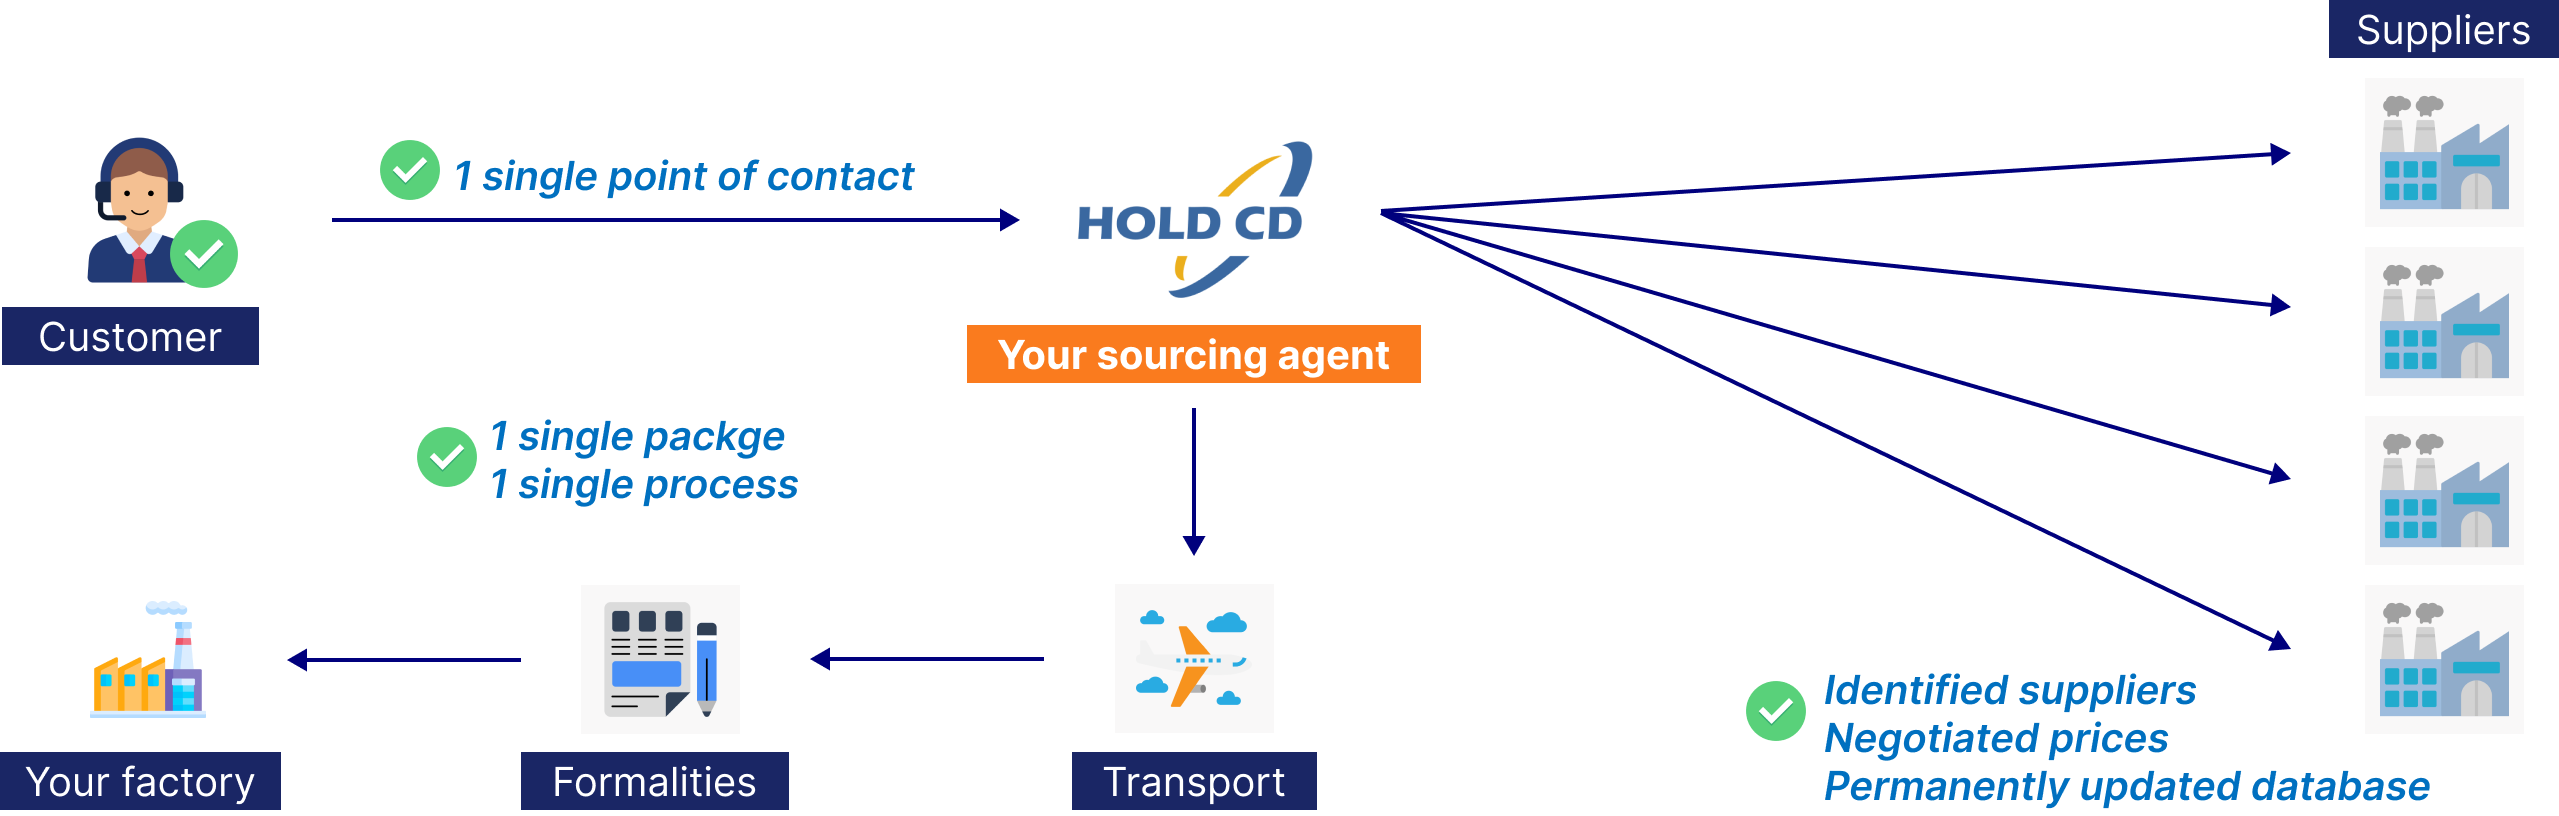 Suppliers
1 single point of contact
HOLD CD
Customer
Your sourcing agent
1 single packge
1 single process
Identified suppliers
Negotiated prices
Permanently updated database
Your factory
Formalities
Transport